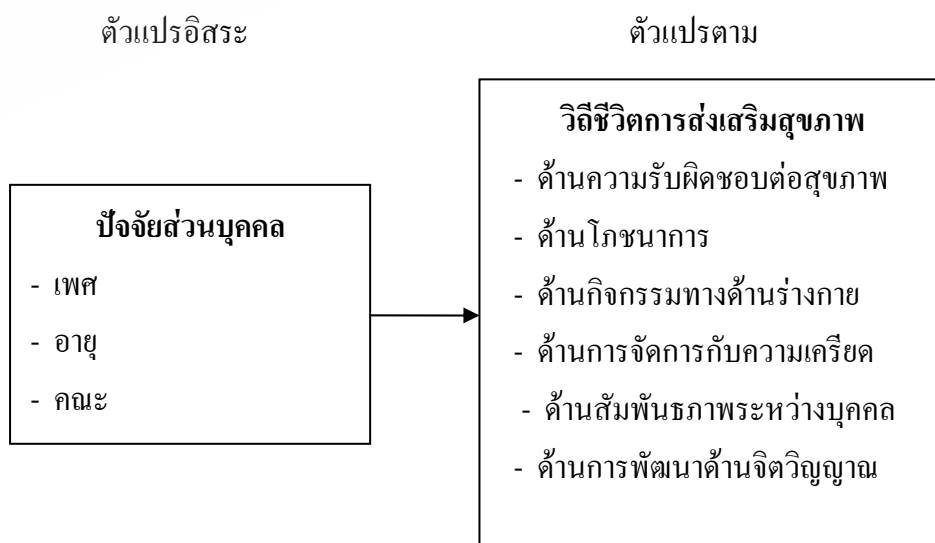 ตัวแปรอิสระ
ตัวแปรตาม
ปัจจัยส่วนบุคคล
- เพศ
- อายุ
- คณะ
วิถีชีวิตการส่งเสริมสุขภาพ
- ด้านความรับผิดชอบต่อสุขภาพ
- ด้านโภชนาการ
- ด้านกิจกรรมทางด้านร่างกาย
- ด้านการจัดการกับความเครียด
- ด้านสัมพันธภาพระหว่างบุคคล
- ด้านการพัฒนาด้านจิตวิญญาณ